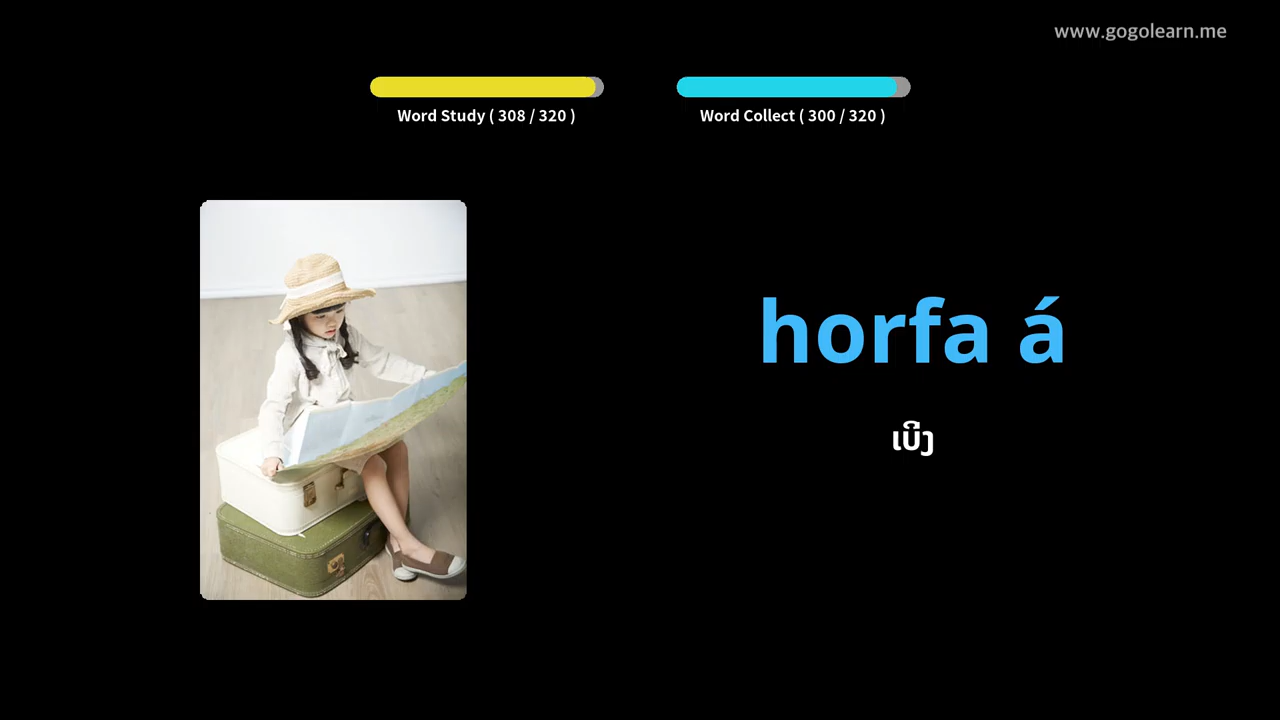 www.gogolearn.me
Word Study ( 308 / 320 )
Word Collect ( 300 / 320 )
horfa á
ເບີງ